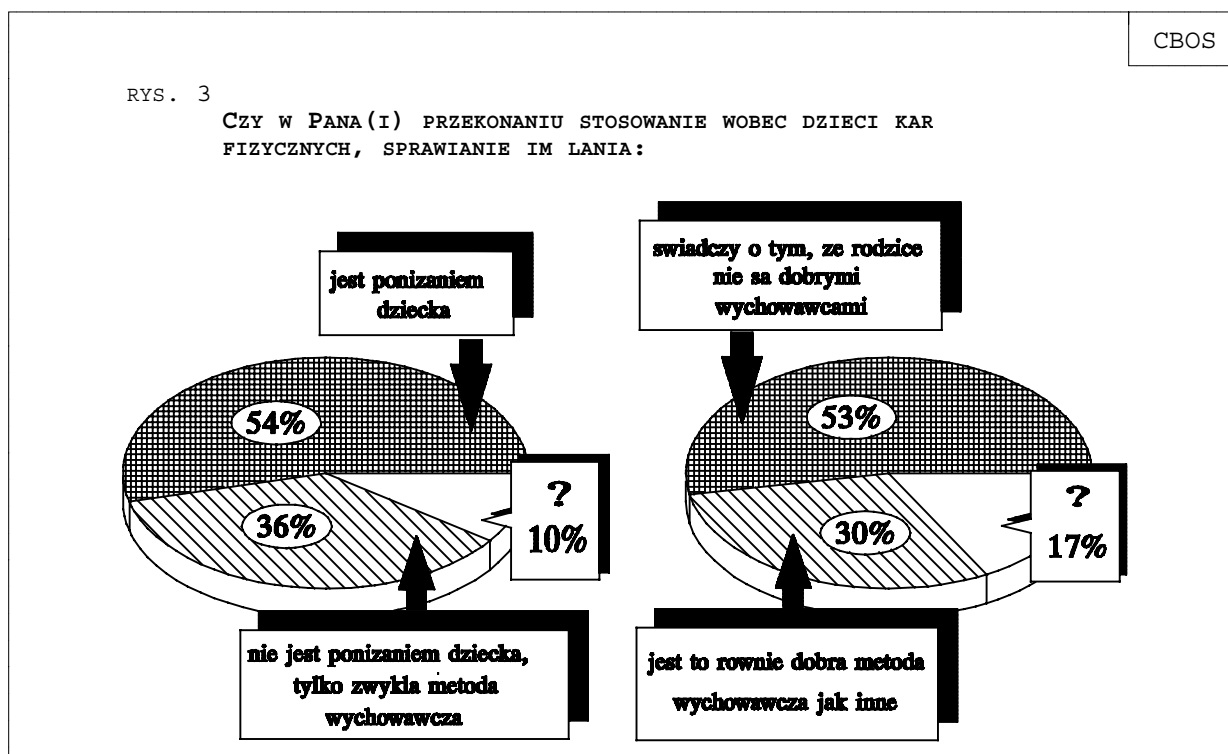 CBOS
RYS. 3
CZY W PANA(I) PRZEKONANIU STOSOWANIE WOBEC DZIECI KAR
FIZYCZNYCH, SPRAWIANIE IM LANIA:
jest ponizaniem
dziecka
54%
36%
?
10%
nie jest ponizaniem dziecka,
tylko zwykla metoda
wychowawcza
swiadczy o tym, ze rodzice
nie sa dobrymi
wychowawcami
53%
30%
?
17%
jest to rownie dobra metoda
wychowawcza jak inne